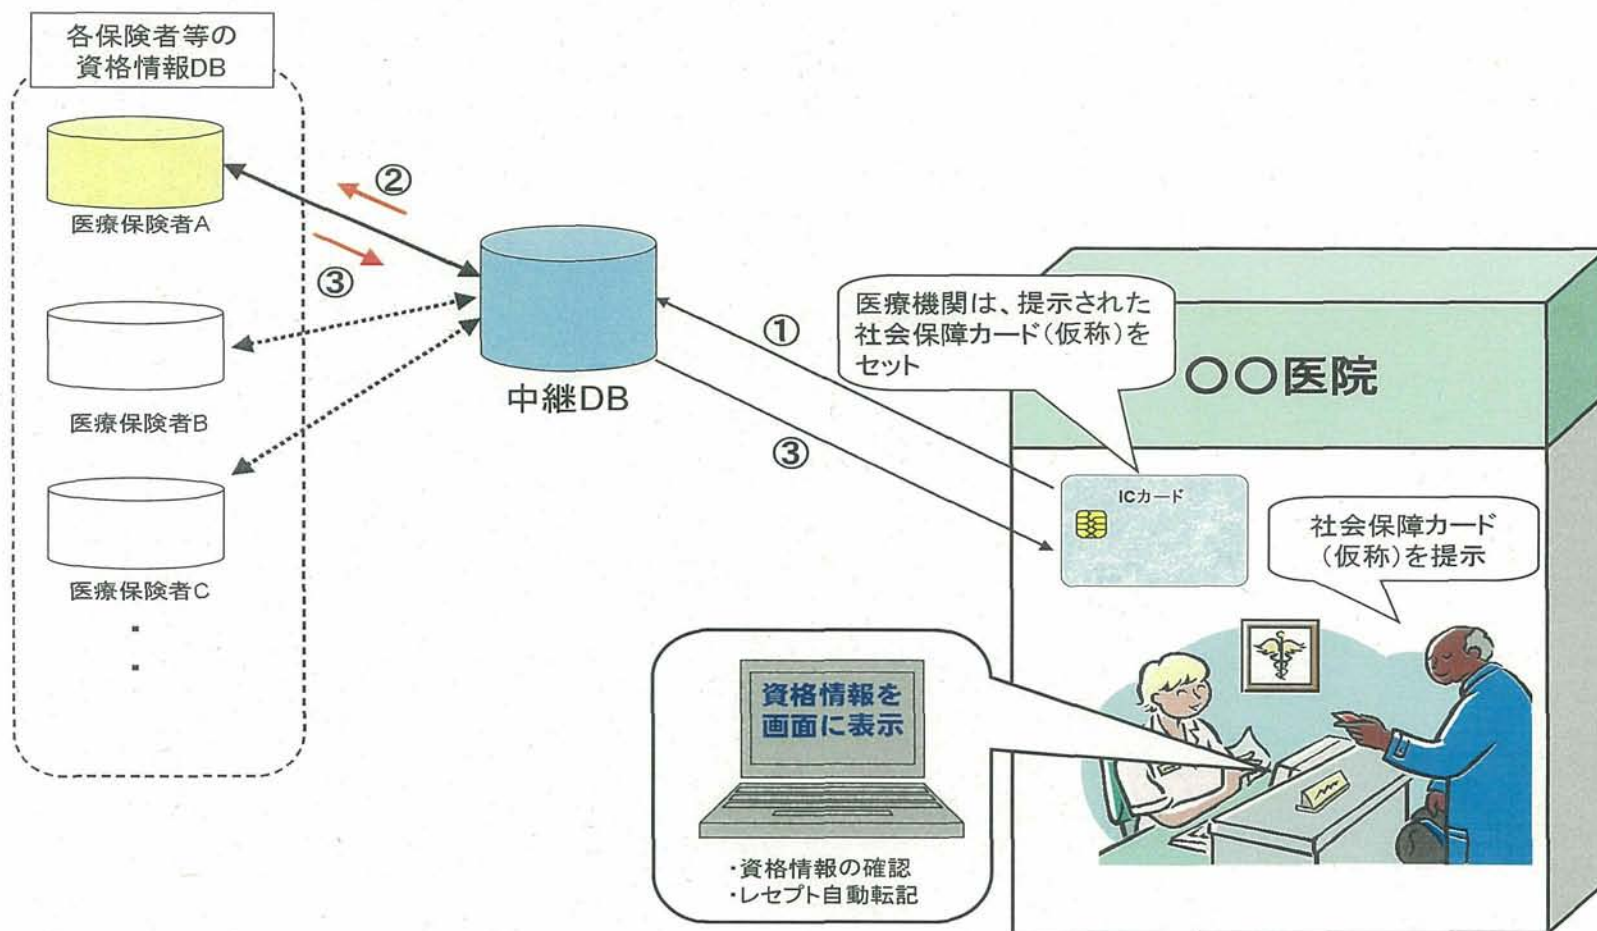 各保険者等の
資格情報DB
医療保険者A
医療保険者B
医療保険者C
・
・
②
③
中継DB
①
③
医療機関は、提示された
社会保障カード(仮称)を
セット
〇〇医院
ICカード
社会保障カード
(仮称)を提示
資格情報を
画面に表示
・資格情報の確認
・レセプト自動転記